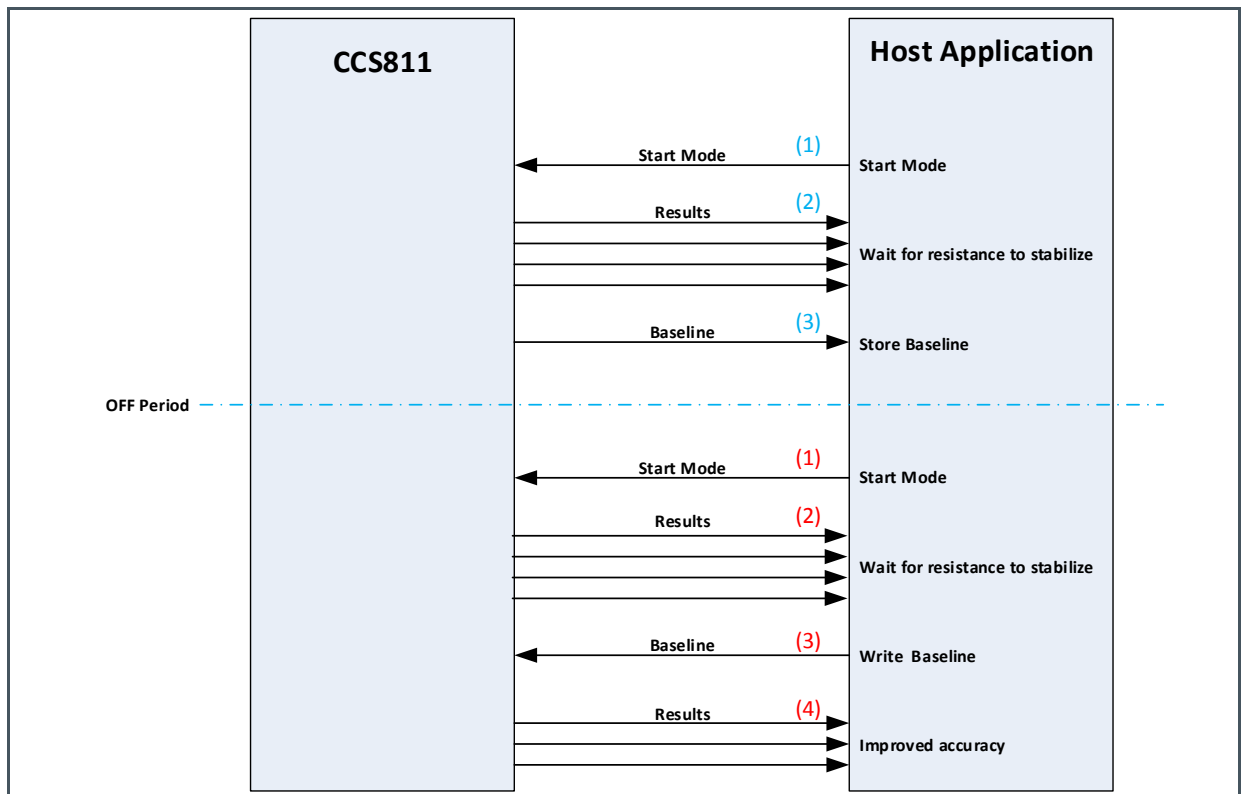 CCS811
Host Application
Start Mode
(1)
Start Mode
Results
(2)
Wait for resistance to stabilize
Baseline
(3)
Store Baseline
OFF Period
Start Mode
(1)
Start Mode
Results
(2)
Wait for resistance to stabilize
Baseline
(3)
Write Baseline
Results
(4)
Improved accuracy